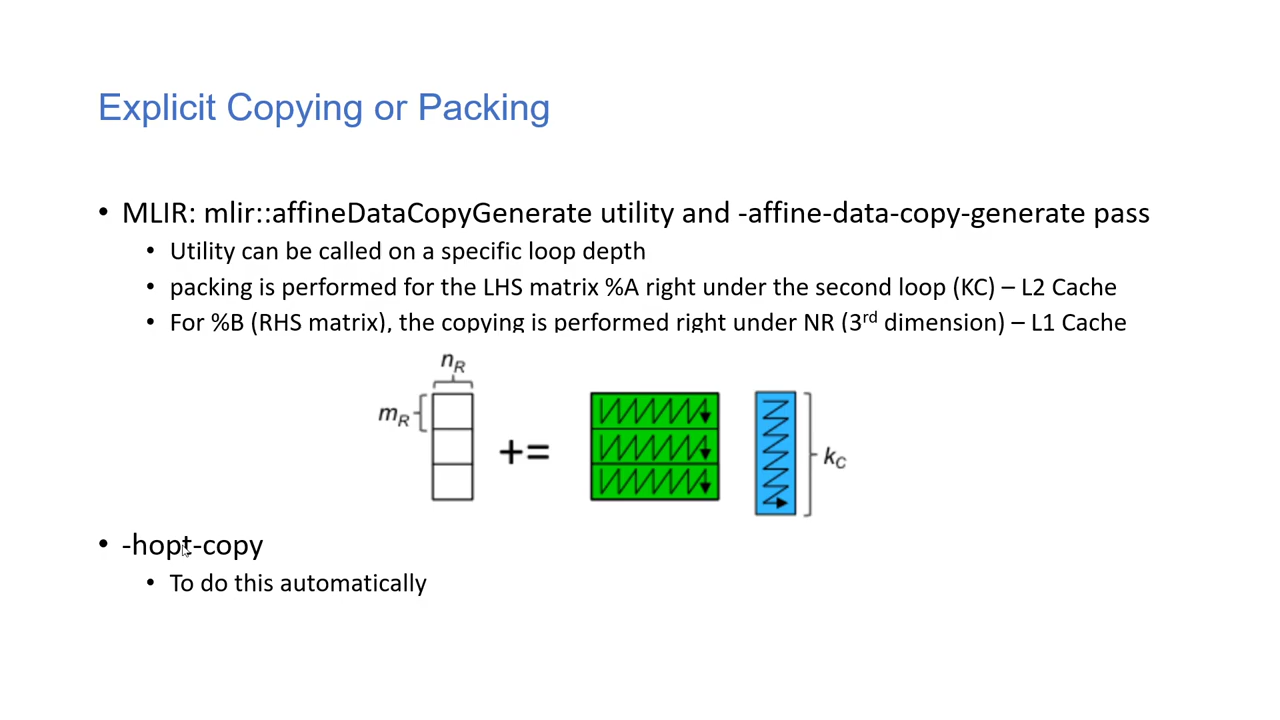 Explicit Copying or Packing
• MLIR: mlir::affineDataCopyGenerate utility and -affine-data-copy-generate pass
• Utility can be called on a specific loop depth
• packing is performed for the LHS matrix %A right under the second loop (KC) – L2 Cache
• For %B (RHS matrix), the copying is performed right under NR (3rd dimension) – L1 Cache
nR
mR
+=
kC
• -hopt-copy
• To do this automatically